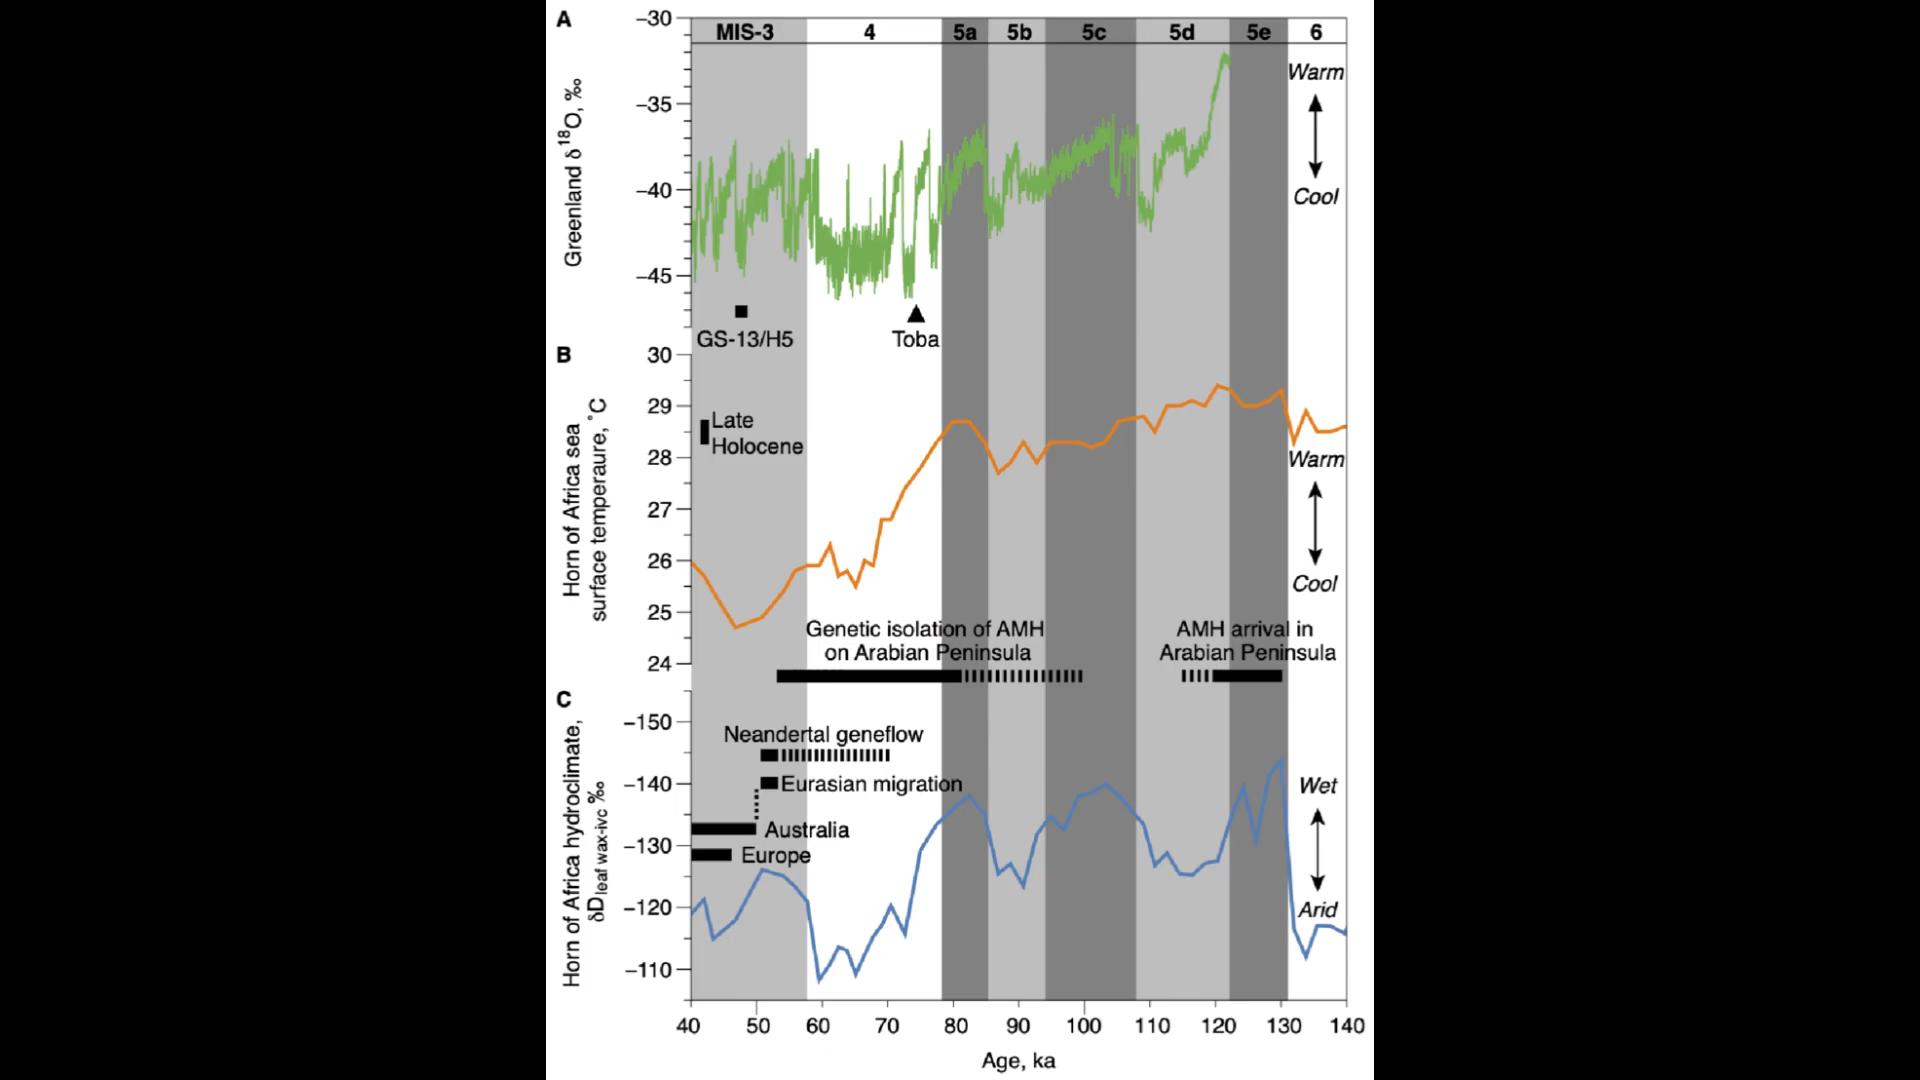 A
−30
MIS-3 4 5a 5b 5c 5d 5e 6
Warm
−35
−40
Cool
−45
Greenland δ18O, ‰
GS-13/H5
Toba
B
30
29
28
27
26
25
24
Horn of Africa sea
surface temperaure, ˚C
Late
Holocene
Warm
Cool
Genetic isolation of AMH
on Arabian Peninsula
AMH arrival in
Arabian Peninsula
C
−150
−140
−130
−120
−110
Horn of Africa hydroclimate,
δDleaf wax-ivc ‰
Neandertal geneflow
Eurasian migration
Australia
Europe
Wet
Arid
40 50 60 70 80 90 100 110 120 130 140
Age, ka